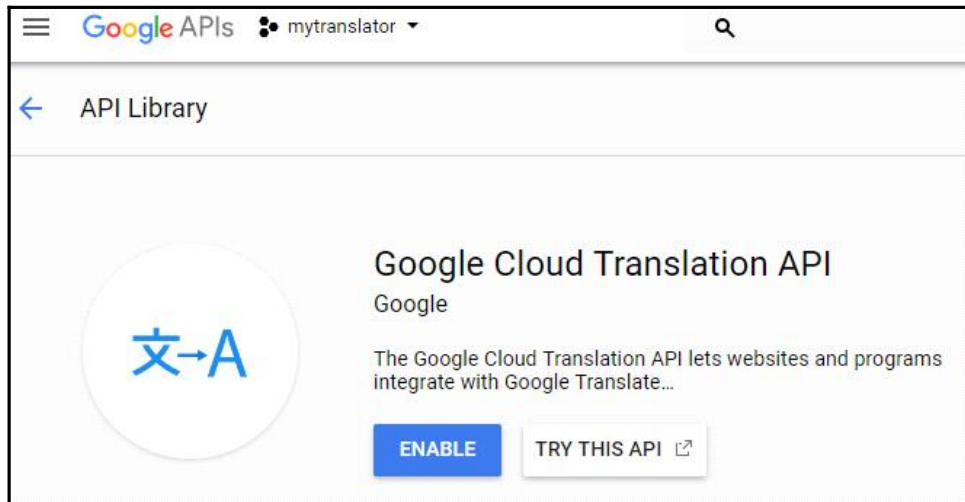 Google APIs mytranslator
API Library
文→A
Google Cloud Translation API
Google
The Google Cloud Translation API lets websites and programs
integrate with Google Translate...
ENABLE TRY THIS API